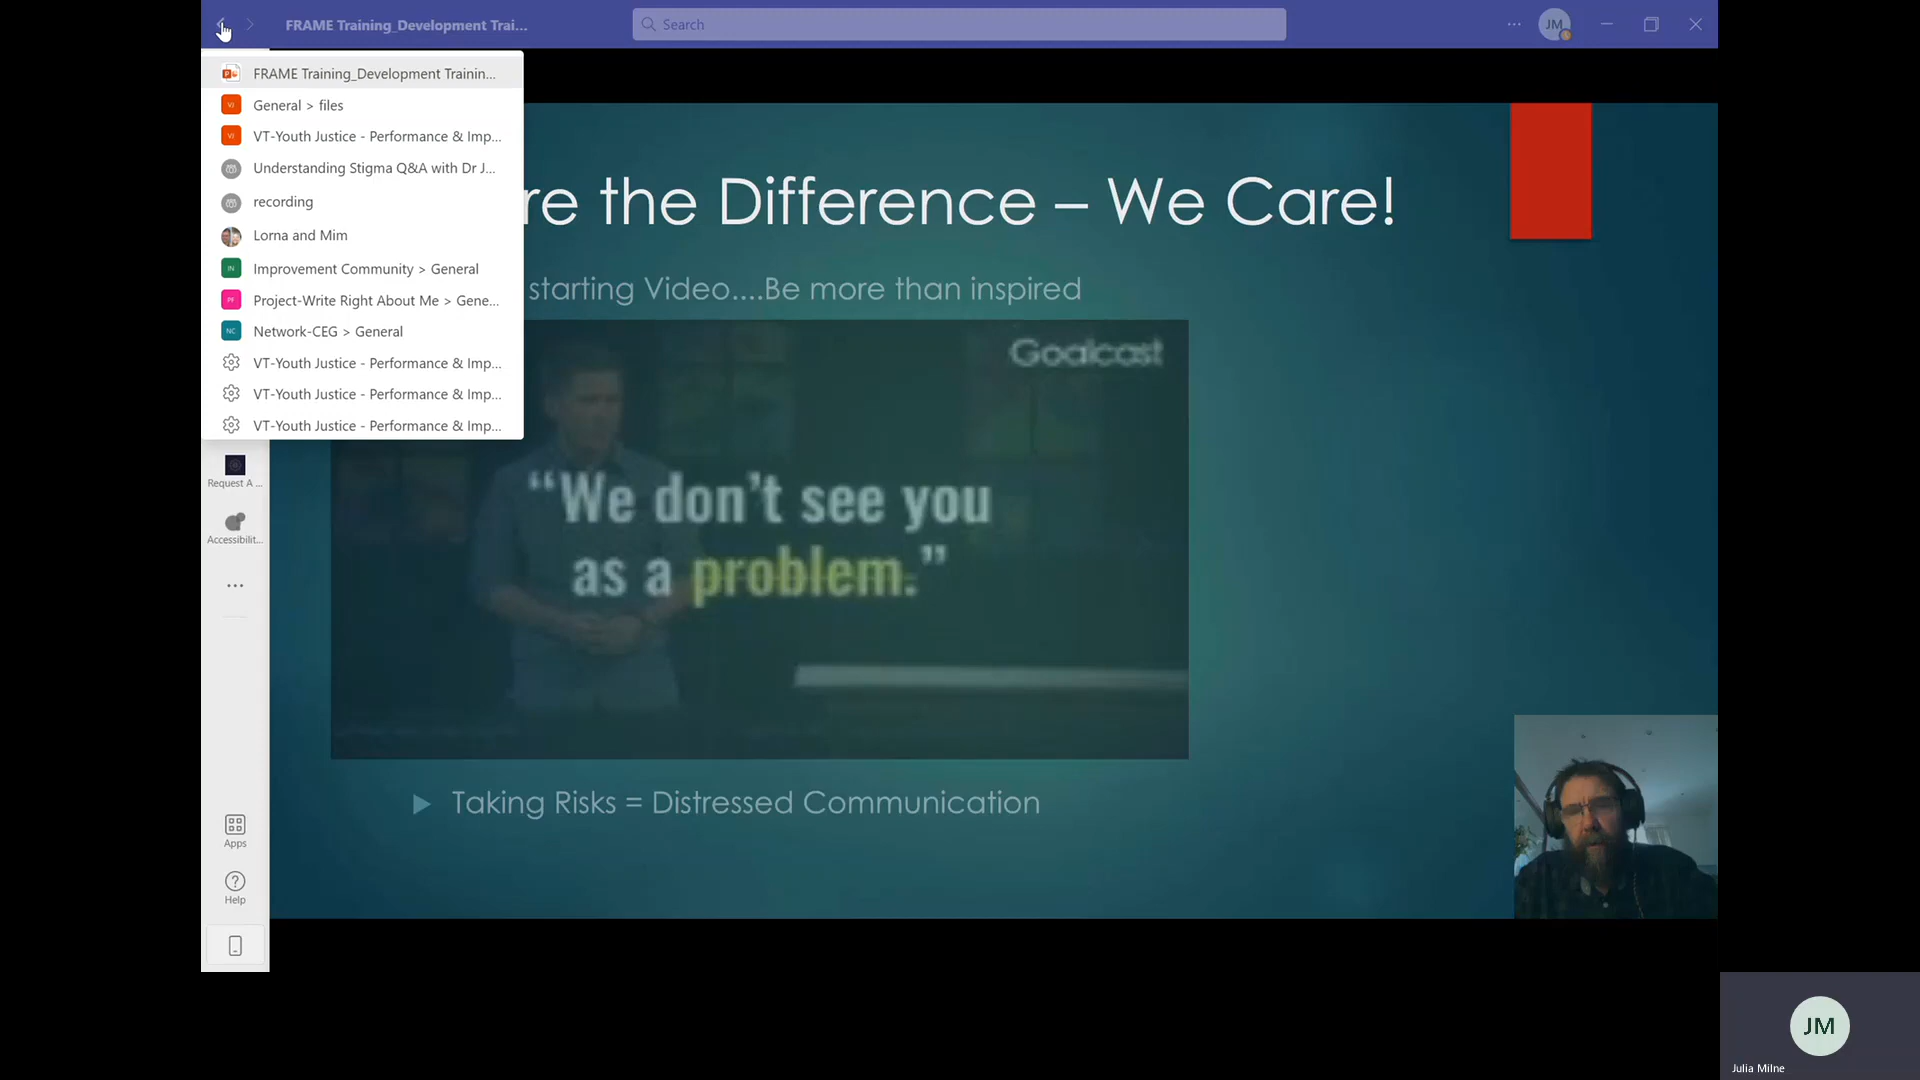 FRAME Training_Development Trai...
Search
JM
FRAME Training_Development Trainin...
General > files
VT-Youth Justice - Performance & Imp...
Understanding Stigma Q&A with Dr J...
recording
Lorna and Mim
IN
Improvement Community > General
PF
Project-Write Right About Me > Gene...
NC
Network-CEG > General
VT-Youth Justice - Performance & Imp...
VT-Youth Justice - Performance & Imp...
VT-Youth Justice - Performance & Imp...
Request A ...
Accessibilit...
Apps
Help
re the Difference – We Care!
starting Video....Be more than inspired
Goalcast
“We don’t see you
as a problem.”
Taking Risks = Distressed Communication
JM
Julia Milne